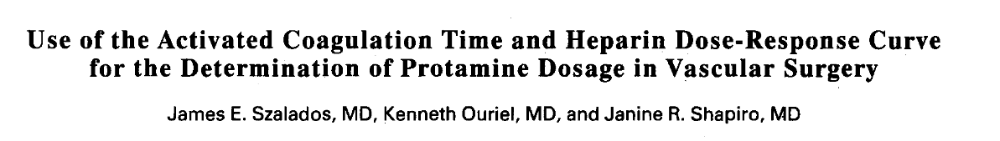 Use of the Activated Coagulation Time and Heparin Dose-Response Curve
for the Determination of Protamine Dosage in Vascular Surgery
James E. Szalados, MD, Kenneth Ouriel, MD, and Janine R. Shapiro, MD